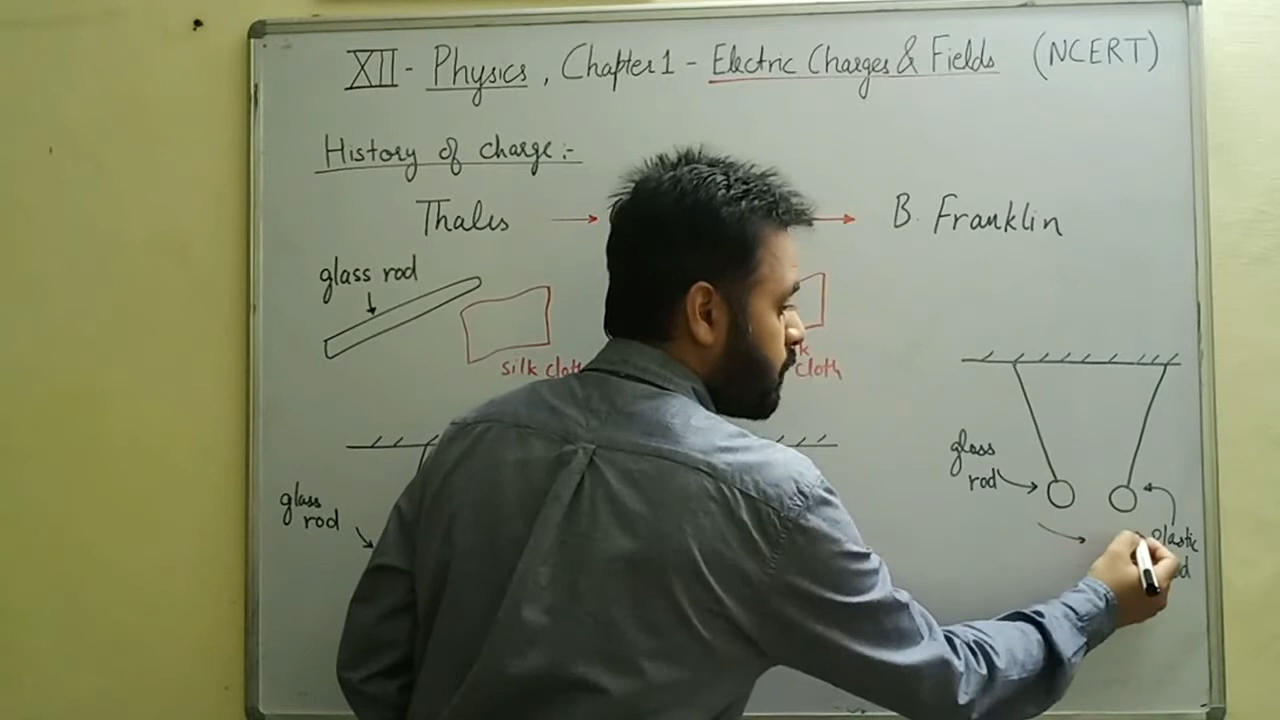 XII - Physics, Chapter 1 - Electric Charges & Fields (NCERT)
History of charge :-
Thales
B. Franklin
glass rod
silk cloth
cloth
glass
rod
glass
rod
Plastic